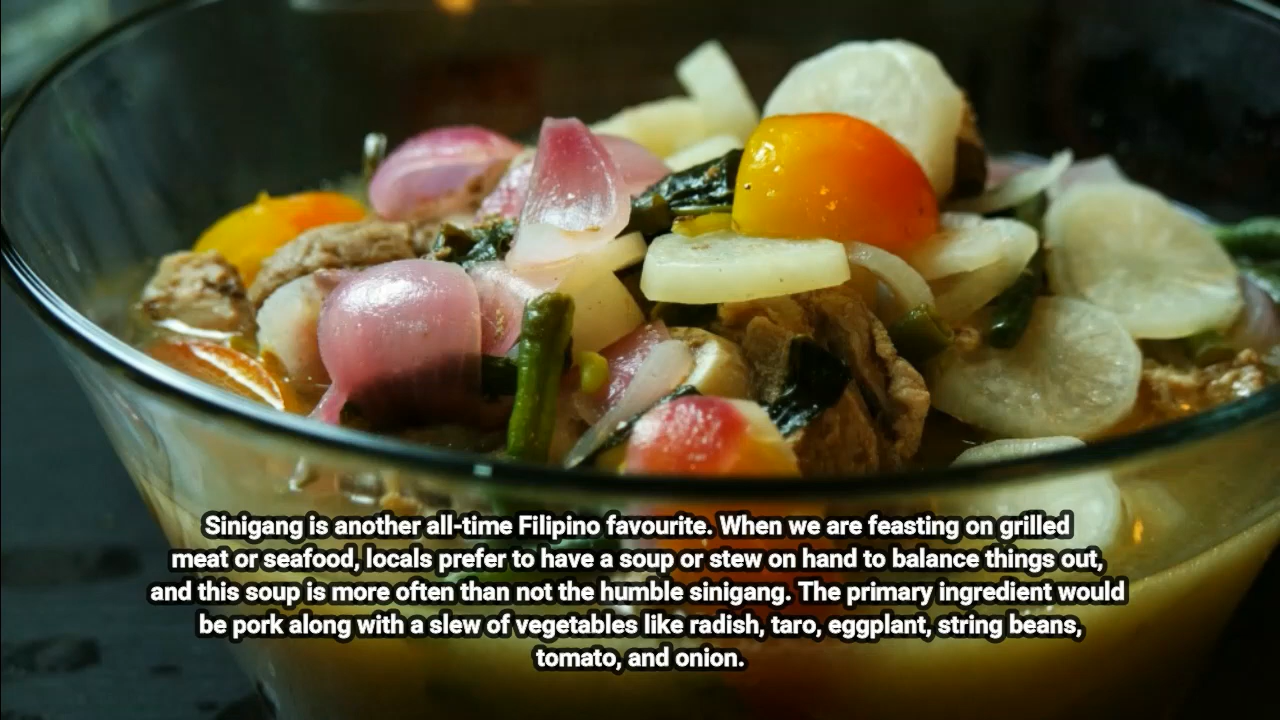 Sinigang is another all-time Filipino favourite. When we are feasting on grilled
meat or seafood, locals prefer to have a soup or stew on hand to balance things out,
and this soup is more often than not the humble sinigang. The primary ingredient would
be pork along with a slew of vegetables like radish, taro, eggplant, string beans,
tomato, and onion.